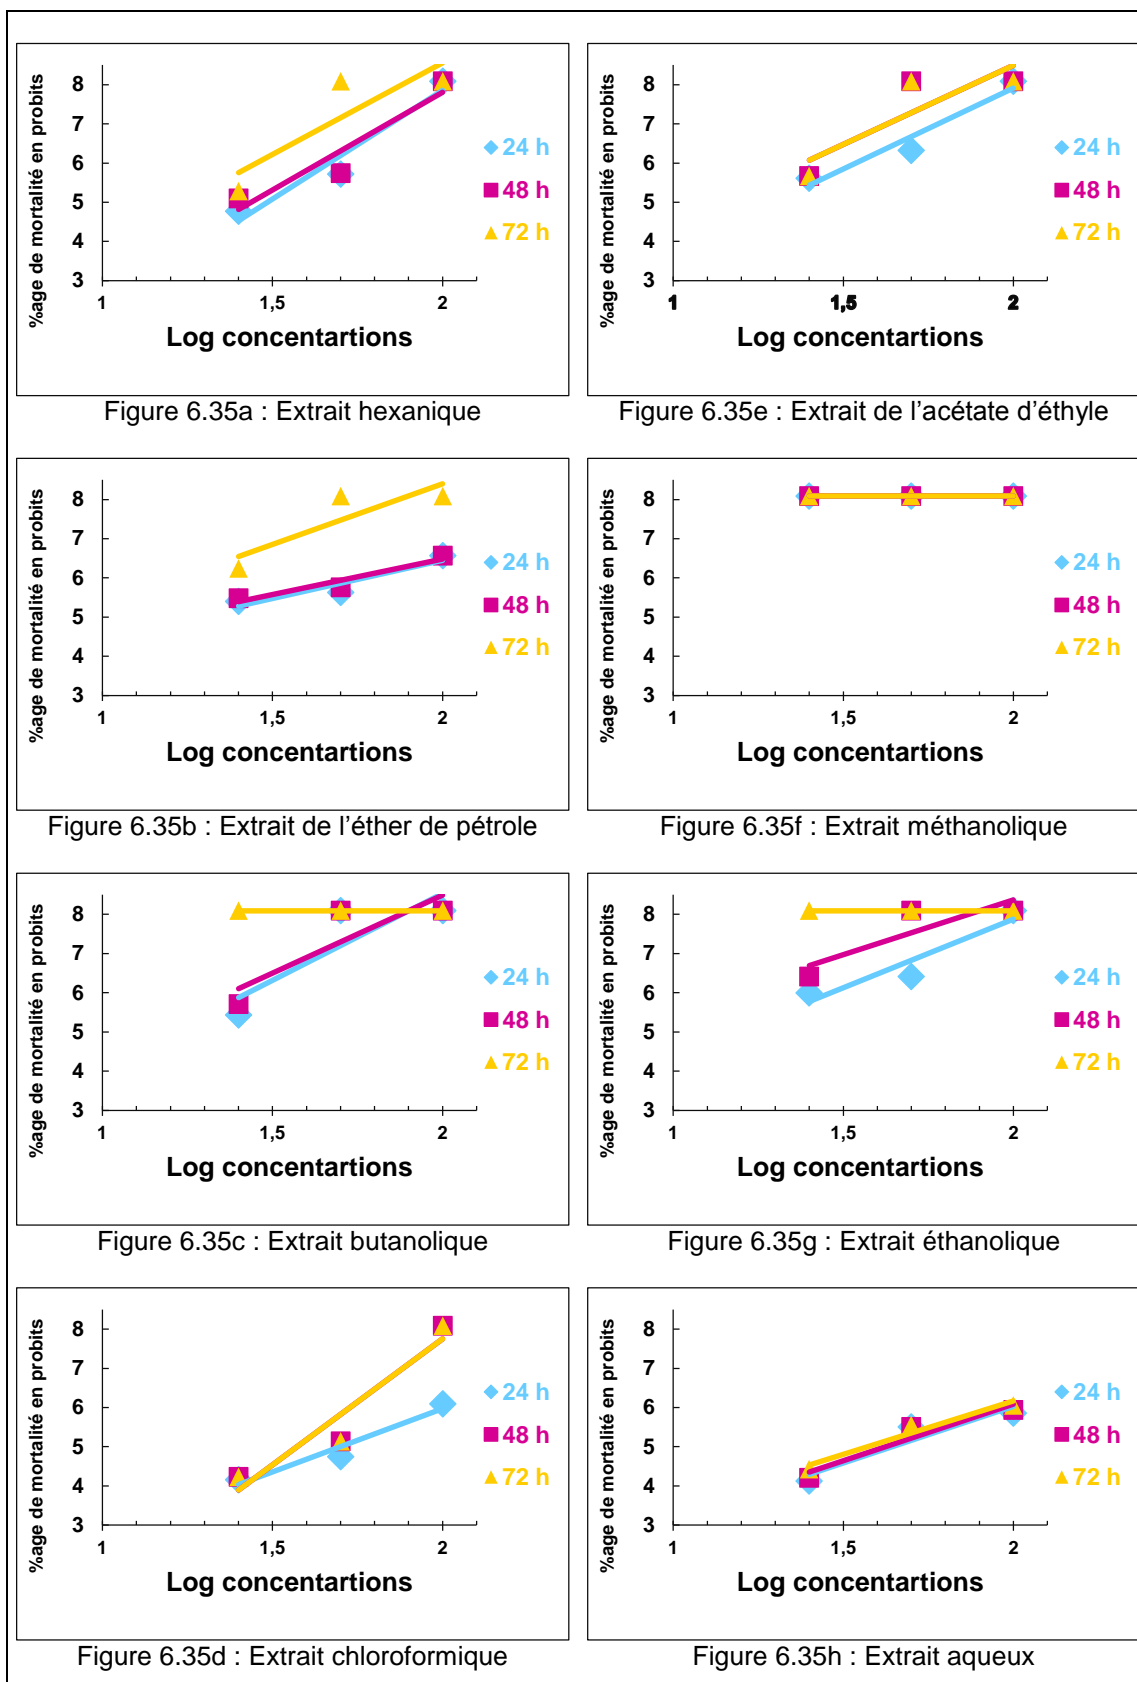 %age de mortalité en probits
8
7
6
5
4
3
1
1,5
2
Log concentartions
24 h
48 h
72 h
Figure 6.35a : Extrait hexanique
%age de mortalité en probits
8
7
6
5
4
3
1
1,5
2
Log concentartions
24 h
48 h
72 h
Figure 6.35e : Extrait de l’acétate d’éthyle
%age de mortalité en probits
8
7
6
5
4
3
1
1,5
2
Log concentartions
24 h
48 h
72 h
Figure 6.35b : Extrait de l’éther de pétrole
%age de mortalité en probits
8
7
6
5
4
3
1
1,5
2
Log concentartions
24 h
48 h
72 h
Figure 6.35f : Extrait méthanolique
%age de mortalité en probits
8
7
6
5
4
3
1
1,5
2
Log concentartions
24 h
48 h
72 h
Figure 6.35c : Extrait butanolique
%age de mortalité en probits
8
7
6
5
4
3
1
1,5
2
Log concentartions
24 h
48 h
72 h
Figure 6.35g : Extrait éthanolique
%age de mortalité en probits
8
7
6
5
4
3
1
1,5
2
Log concentartions
24 h
48 h
72 h
Figure 6.35d : Extrait chloroformique
%age de mortalité en probits
8
7
6
5
4
3
1
1,5
2
Log concentartions
24 h
48 h
72 h
Figure 6.35h : Extrait aqueux